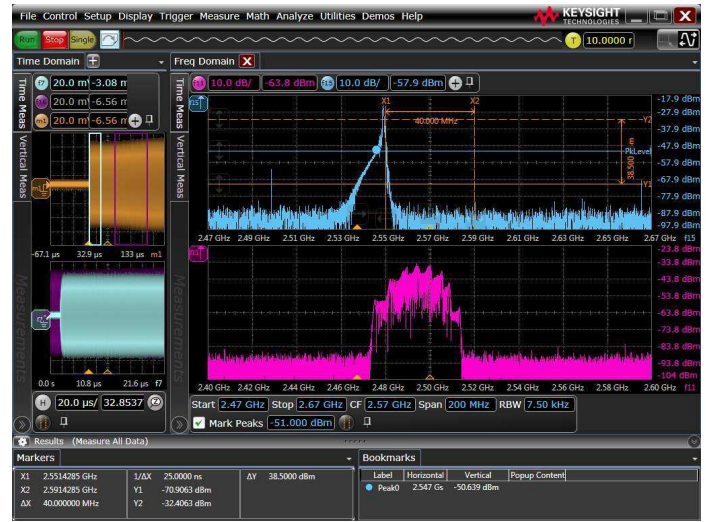 File Control Setup Display Trigger Measure Math Analyze Utilities Demos Help
KEYSIGHT
TECHNOLOGIES
Run Stop Single
T 10.0000 r
Time Domain
Freq Domain
f7 20.0 m -3.08 m
20.0 m -6.56 m
m1 20.0 m -6.56 m
Time Meas
Vertical Meas
Measurements
Time Meas
Vertical Meas
Measurements
f11 10.0 dB/ -63.8 dBm f15 10.0 dB/ -57.9 dBm
f15
X1 X2
40.000 MHz
Y2
PkLevel
Y1
-17.9 dBm
-27.9 dBm
-37.9 dBm
-47.9 dBm
-57.9 dBm
-67.9 dBm
-77.9 dBm
-87.9 dBm
-97.9 dBm
2.47 GHz 2.49 GHz 2.51 GHz 2.53 GHz 2.55 GHz 2.57 GHz 2.59 GHz 2.61 GHz 2.63 GHz 2.65 GHz 2.67 GHz f15
m1
-67.1 µs 32.9 µs 133 µs m1
f11
-23.8 dBm
-33.8 dBm
-43.8 dBm
-53.8 dBm
-63.8 dBm
-73.8 dBm
-83.8 dBm
-93.8 dBm
-104 dBm
2.40 GHz 2.42 GHz 2.44 GHz 2.46 GHz 2.48 GHz 2.50 GHz 2.52 GHz 2.54 GHz 2.56 GHz 2.58 GHz 2.60 GHz f11
0.0 s 10.8 µs 21.6 µs f7
H 20.0 µs/ 32.8537
Start 2.47 GHz Stop 2.67 GHz CF 2.57 GHz Span 200 MHz RBW 7.50 kHz
Mark Peaks -51.000 dBm
Results (Measure All Data)
Markers
X1 2.5514285 GHz 1/ΔX 25.0000 ns ΔY 38.5000 dBm
X2 2.5914285 GHz Y1 -70.9063 dBm
ΔX 40.000000 MHz Y2 -32.4063 dBm
Bookmarks
Label Horizontal Vertical Popup Content
Peak0 2.547 Gs -50.639 dBm